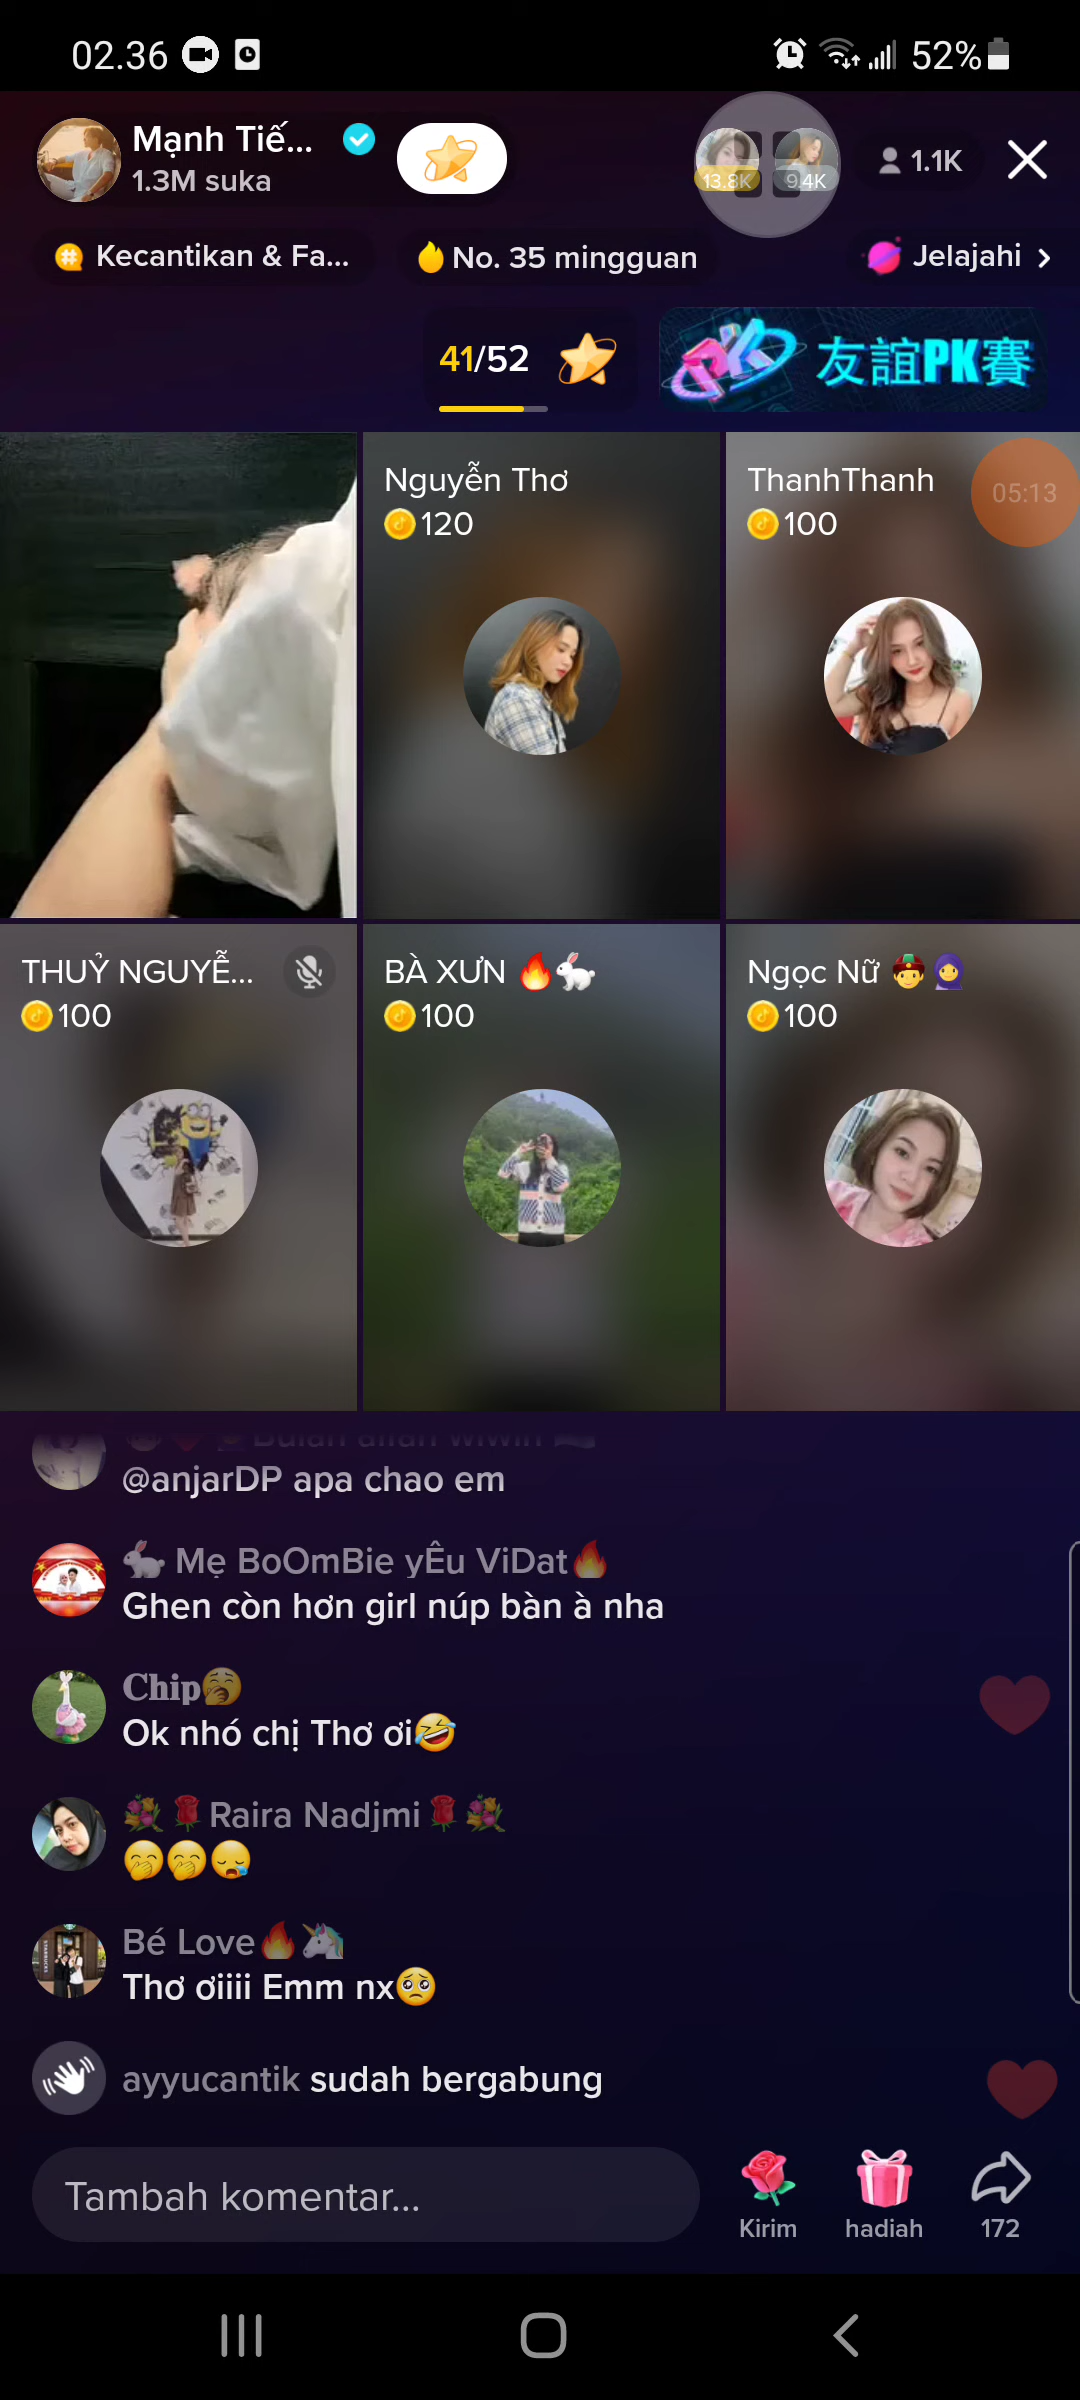 02.36
52%
Mạnh Tiế...
1.3M suka
13.8K
9.4K
1.1K
Kecantikan & Fa...
No. 35 mingguan
Jelajahi
41/52
PK
友誼PK賽
Nguyễn Thơ
120
ThanhThanh
100
05:13
THUỶ NGUYỄ...
100
BÀ XƯN 🔥🐇
100
Ngọc Nữ 👲🧕
100
@anjarDP apa chao em
🐇 Mẹ BoOmBie yÊu ViDat🔥
Ghen còn hơn girl núp bàn à nha
𝐂𝐡𝐢𝐩🥱
Ok nhó chị Thơ ơi🤣
💐🌹Raira Nadjmi🌹💐
🤭🤭😪
Bé Love🔥🦄
Thơ ơiiii Emm nx🥺
ayyucantik sudah bergabung
Tambah komentar...
Kirim
hadiah
172